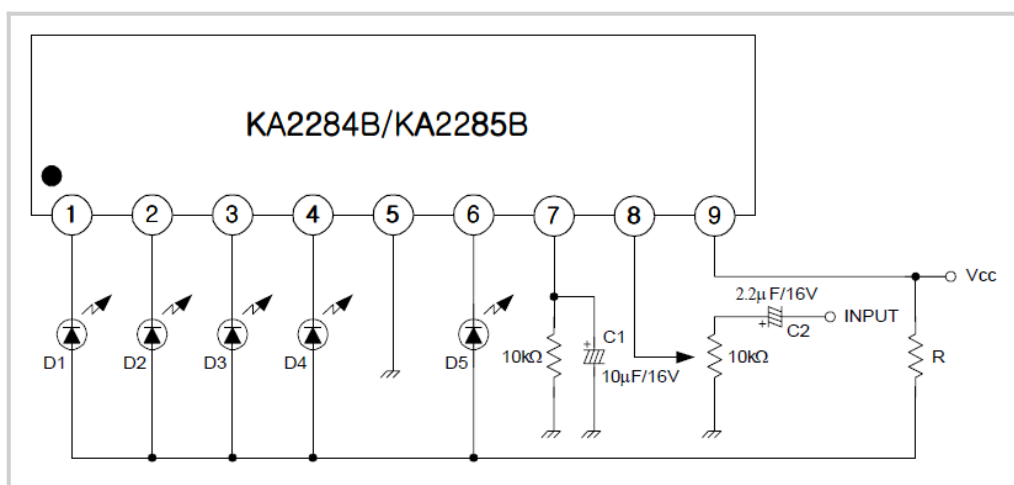 KA2284B/KA2285B
1 2 3 4 5 6 7 8 9
Vcc
2.2µF/16V
INPUT
C2
C1
D1 D2 D3 D4 D5 10kΩ 10kΩ R
10µF/16V